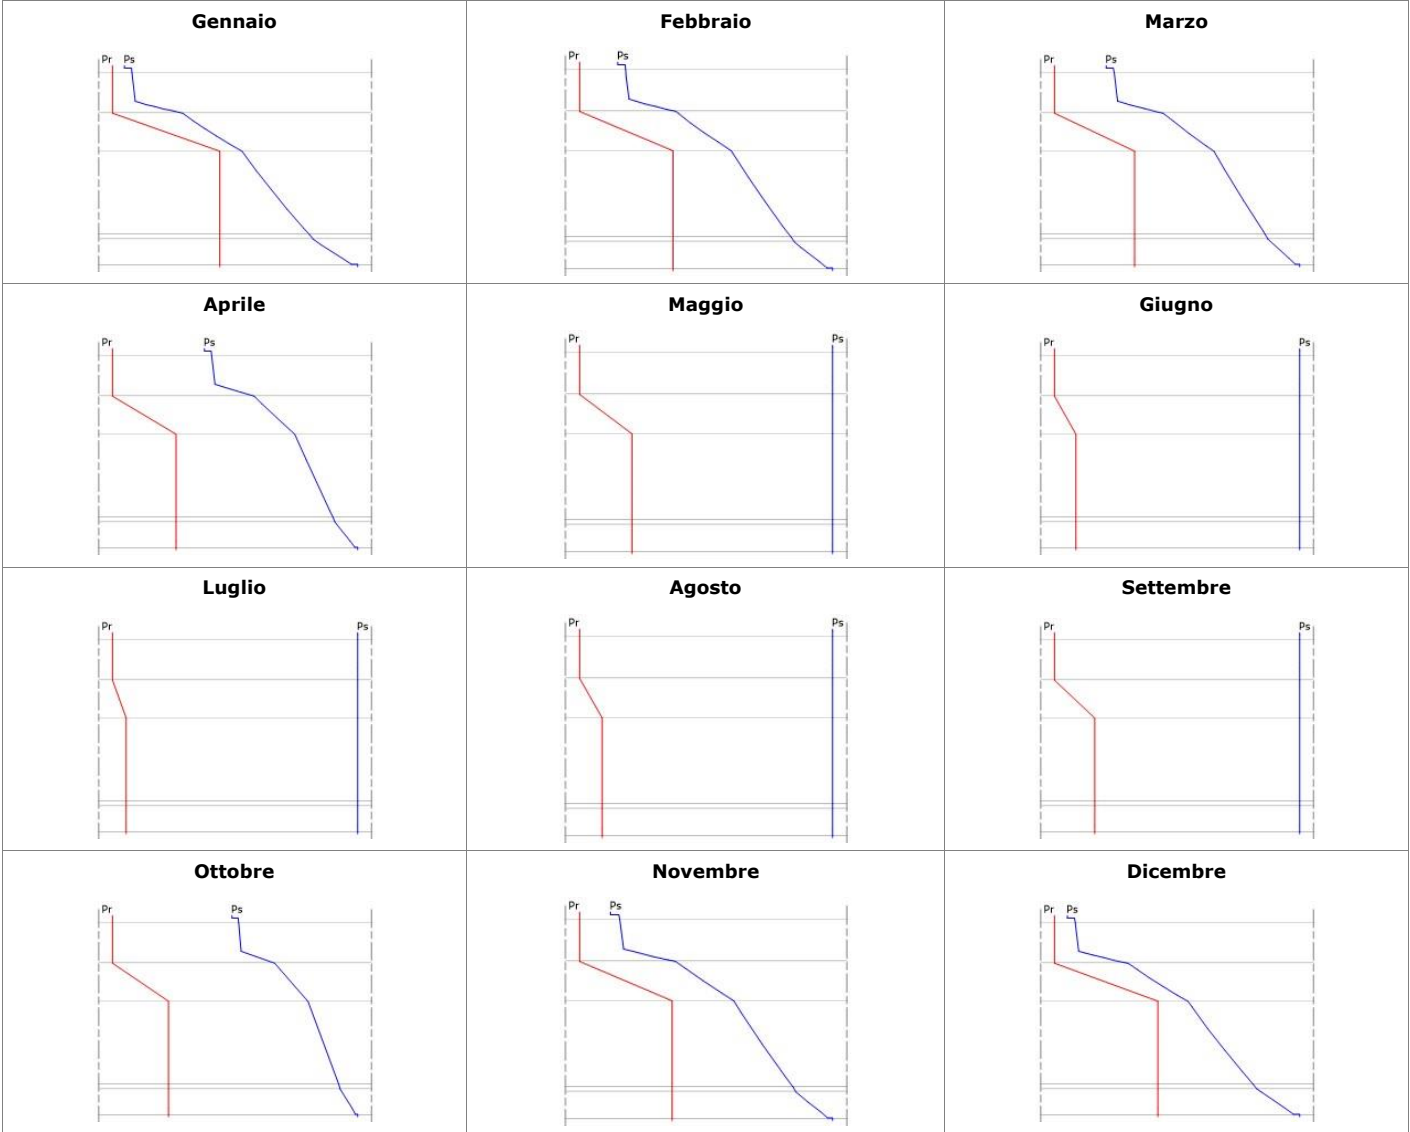 Gennaio Febbraio Marzo
Pr Ps Pr Ps Pr Ps
Aprile Maggio Giugno
Pr Ps Pr Ps Pr Ps
Luglio Agosto Settembre
Pr Ps Pr Ps Pr Ps
Ottobre Novembre Dicembre
Pr Ps Pr Ps Pr Ps